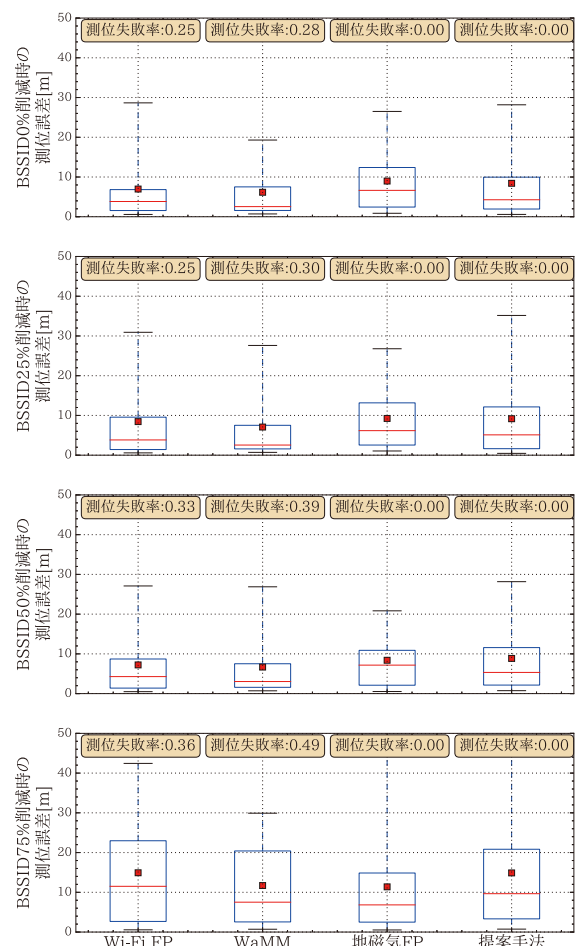 BSSID0%削減時の
測位誤差[m]
50
40
30
20
10
0
測位失敗率:0.25
測位失敗率:0.28
測位失敗率:0.00
測位失敗率:0.00
BSSID25%削減時の
測位誤差[m]
50
40
30
20
10
0
測位失敗率:0.25
測位失敗率:0.30
測位失敗率:0.00
測位失敗率:0.00
BSSID50%削減時の
測位誤差[m]
50
40
30
20
10
0
測位失敗率:0.33
測位失敗率:0.39
測位失敗率:0.00
測位失敗率:0.00
BSSID75%削減時の
測位誤差[m]
50
40
30
20
10
0
測位失敗率:0.36
測位失敗率:0.49
測位失敗率:0.00
測位失敗率:0.00
Wi-Fi FP
WaMM
地磁気FP
提案手法